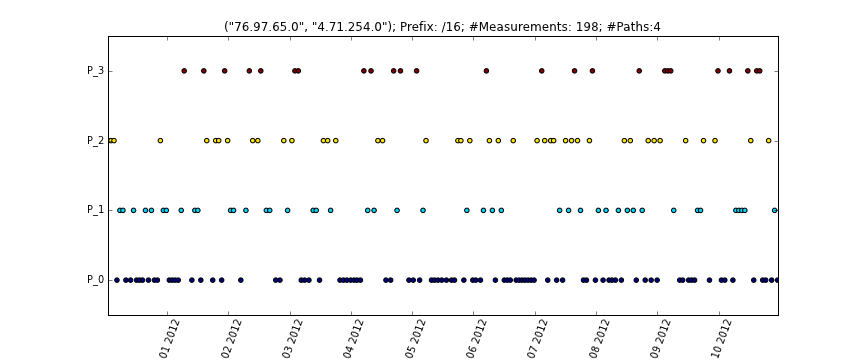 ("76.97.65.0", "4.71.254.0"); Prefix: /16; #Measurements: 198; #Paths:4
P_3
P_2
P_1
P_0
01 2012
02 2012
03 2012
04 2012
05 2012
06 2012
07 2012
08 2012
09 2012
10 2012